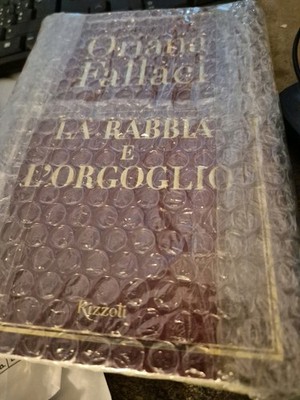 Oriana
Fallaci
LA RABBIA
E
L'ORGOGLIO
Rizzoli